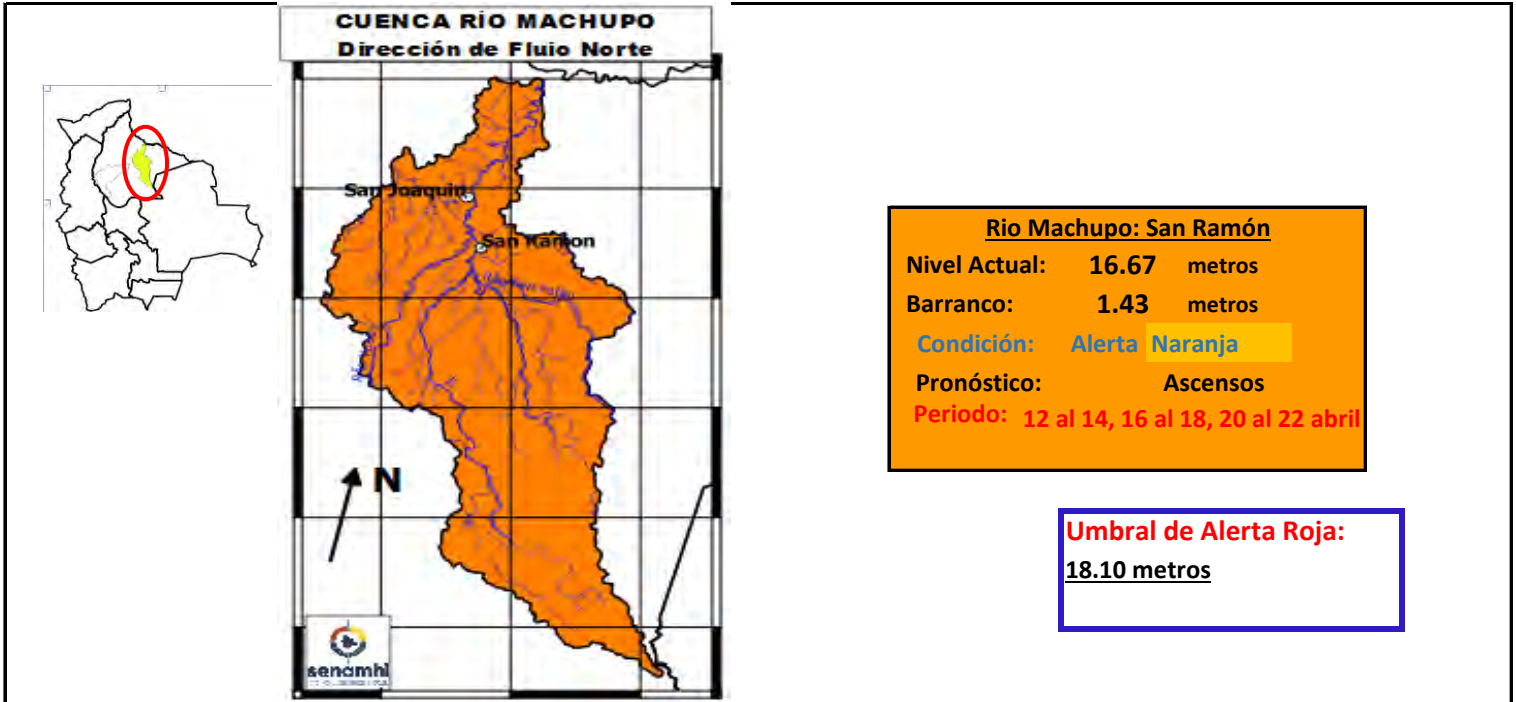 CUENCA RÍO MACHUPO
Dirección de Flujo Norte
San Joaquin
San Ramon
N
senamhi
Rio Machupo: San Ramón
Nivel Actual: 16.67 metros
Barranco: 1.43 metros
Condición: Alerta Naranja
Pronóstico: Ascensos
Periodo: 12 al 14, 16 al 18, 20 al 22 abril
Umbral de Alerta Roja:
18.10 metros